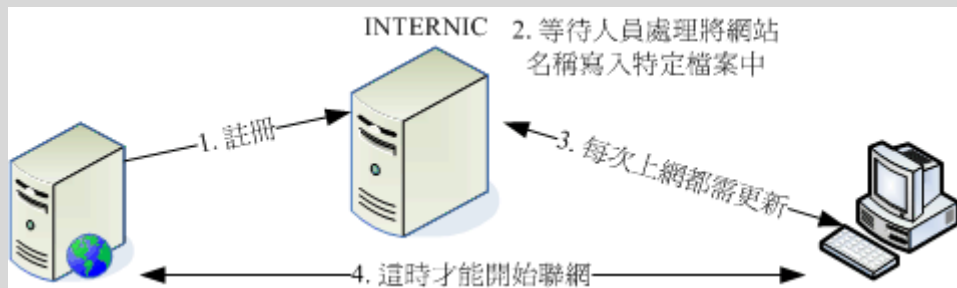 INTERNIC
2. 等待人員處理將網站
名稱寫入特定檔案中
1. 註冊
3. 每次上網都需更新
4. 這時才能開始聯網